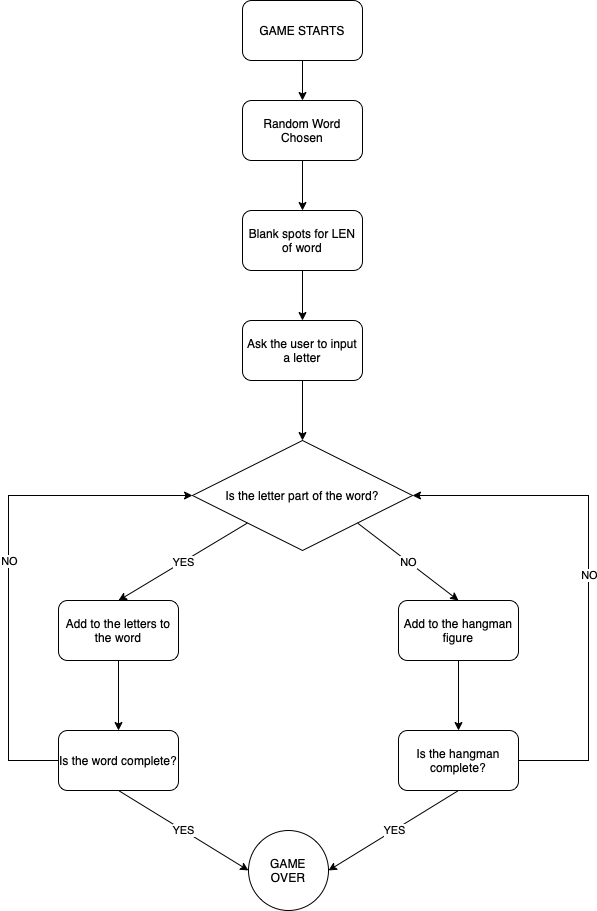 GAME STARTS
Random Word
Chosen
Blank spots for LEN
of word
Ask the user to input
a letter
Is the letter part of the word?
NO
YES
NO
NO
Add to the letters to
the word
Add to the hangman
figure
Is the word complete?
Is the hangman
complete?
YES
YES
GAME
OVER